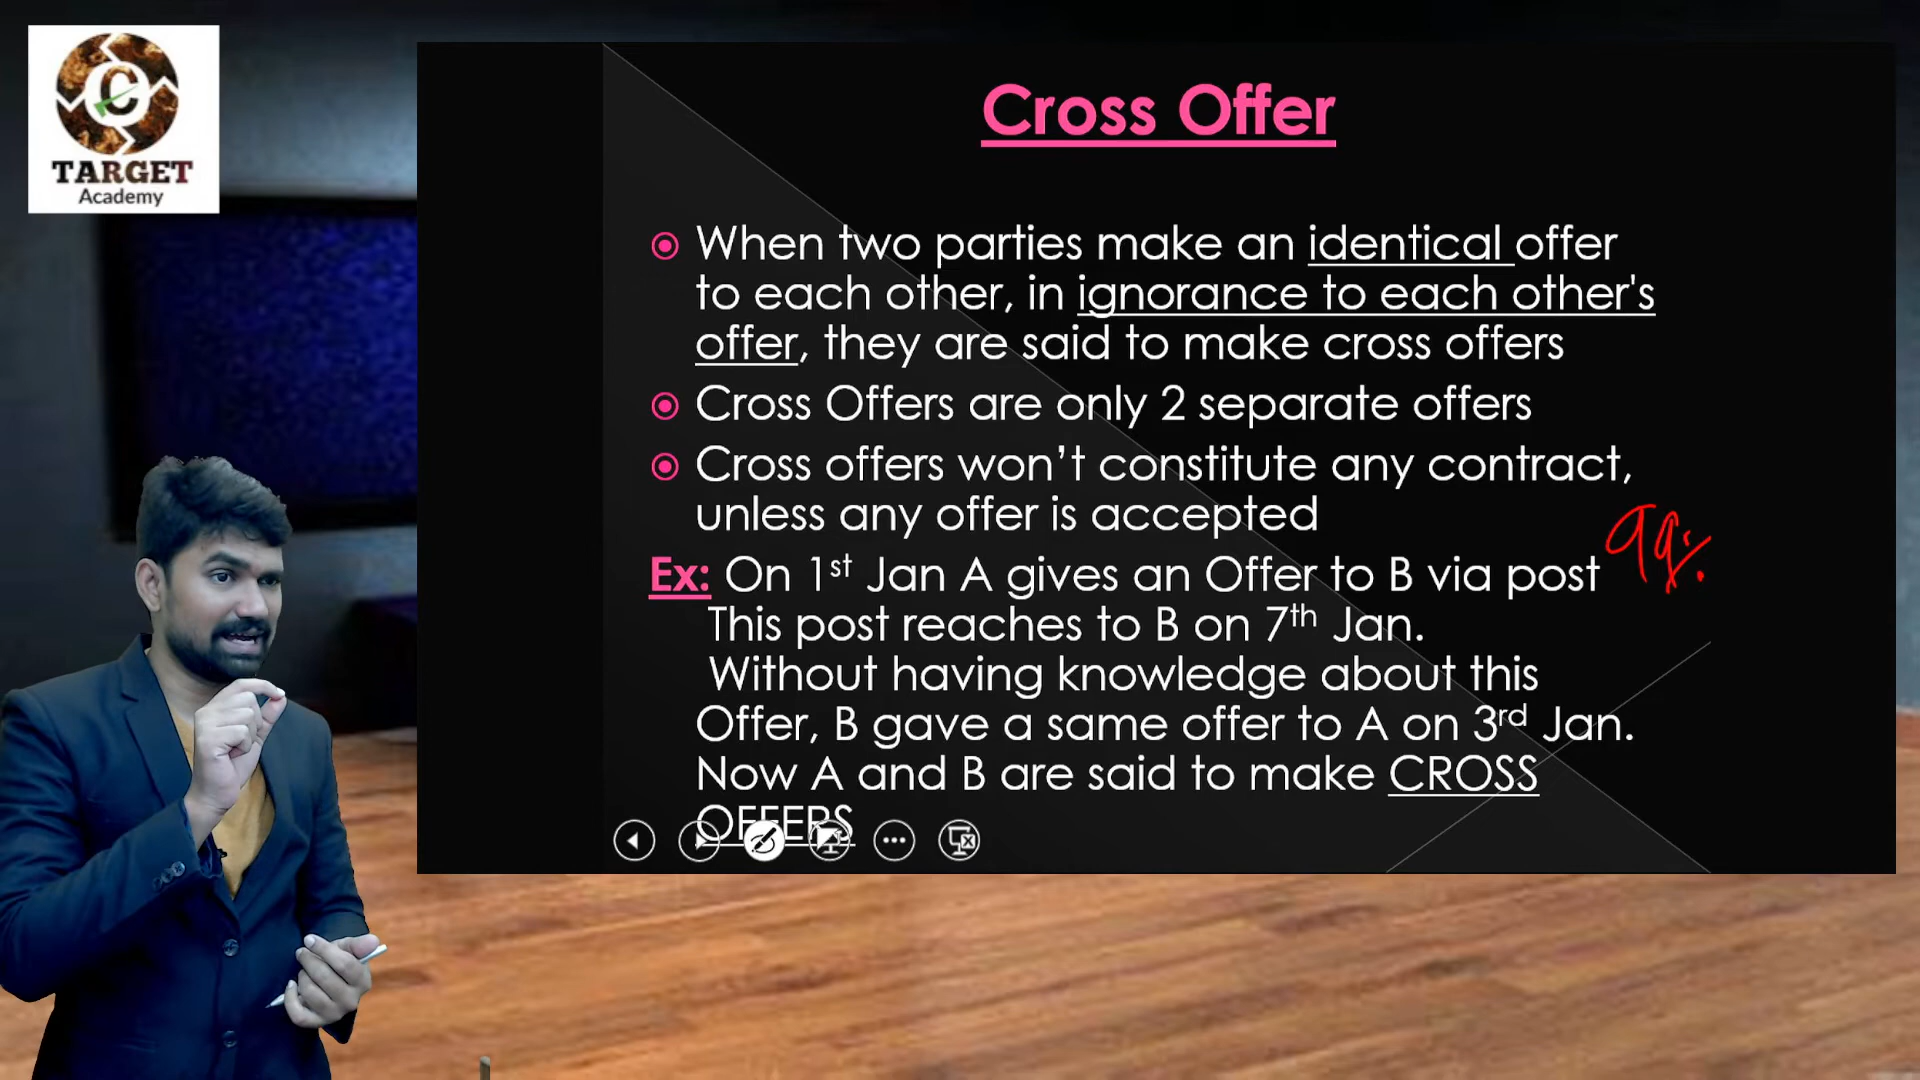 C
TARGET
Academy
Cross Offer
When two parties make an identical offer
to each other, in ignorance to each other's
offer, they are said to make cross offers
Cross Offers are only 2 separate offers
Cross offers won’t constitute any contract,
unless any offer is accepted
Ex: On 1st Jan A gives an Offer to B via post
This post reaches to B on 7th Jan.
Without having knowledge about this
Offer, B gave a same offer to A on 3rd Jan.
Now A and B are said to make CROSS
OFFERS